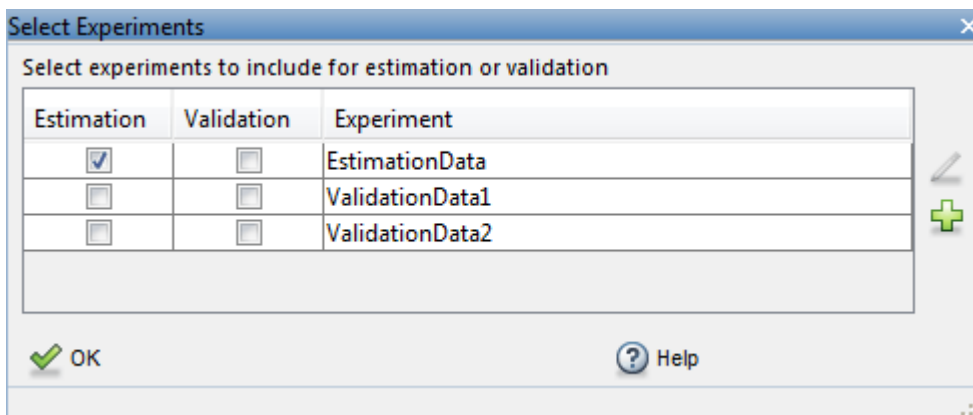 Select Experiments
Select experiments to include for estimation or validation
Estimation Validation Experiment
EstimationData
ValidationData1
ValidationData2
OK Help